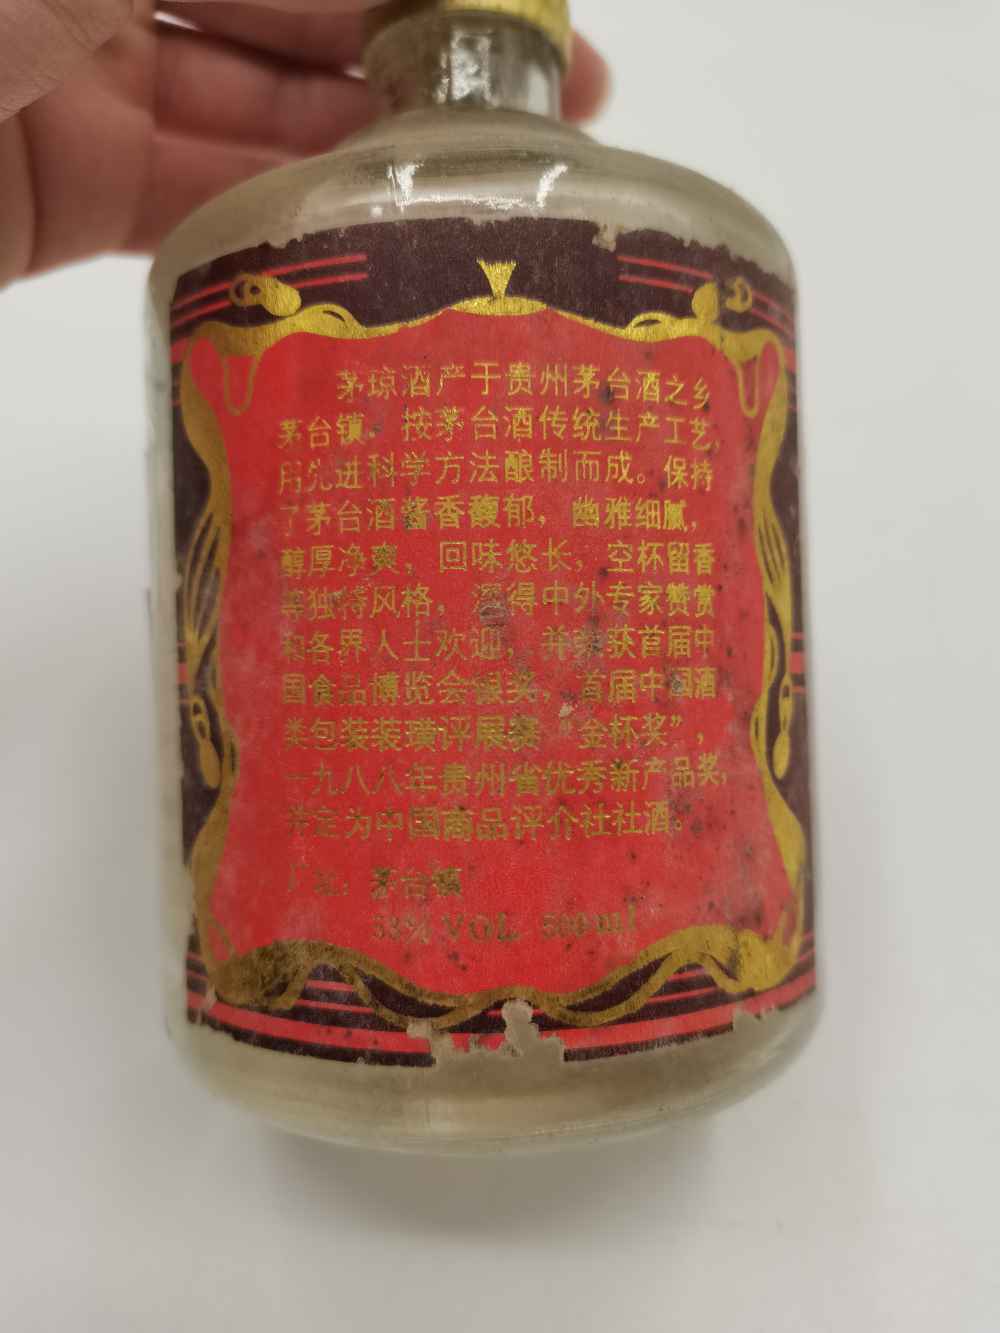 茅琼酒产于贵州茅台酒之乡
茅台镇。按茅台酒传统生产工艺，
用先进科学方法酿制而成。保持
了茅台酒酱香馥郁，幽雅细腻，
醇厚净爽，回味悠长，空杯留香
等独特风格，深得中外专家赞赏
和各界人士欢迎，并荣获首届中
国食品博览会银奖，首届中国酒
类包装装璜评展赛“金杯奖”，
一九八八年贵州省优秀新产品奖，
并定为中国商品评介社社酒。
厂址：茅台镇
53% VOL 500ml